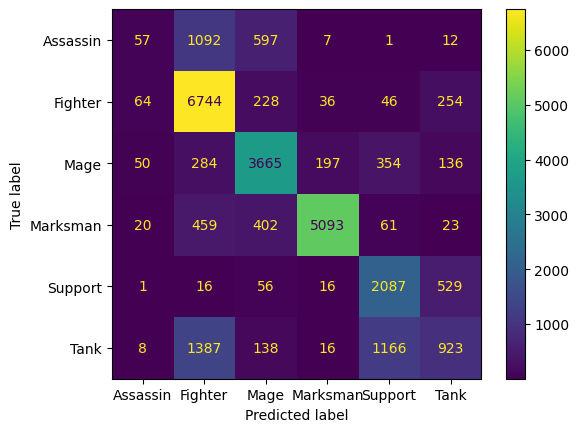 Assassin 57 1092 597 7 1 12
Fighter 64 6744 228 36 46 254
Mage 50 284 3665 197 354 136
Marksman 20 459 402 5093 61 23
Support 1 16 56 16 2087 529
Tank 8 1387 138 16 1166 923
Assassin Fighter Mage Marksman Support Tank
Predicted label
True label
6000
5000
4000
3000
2000
1000